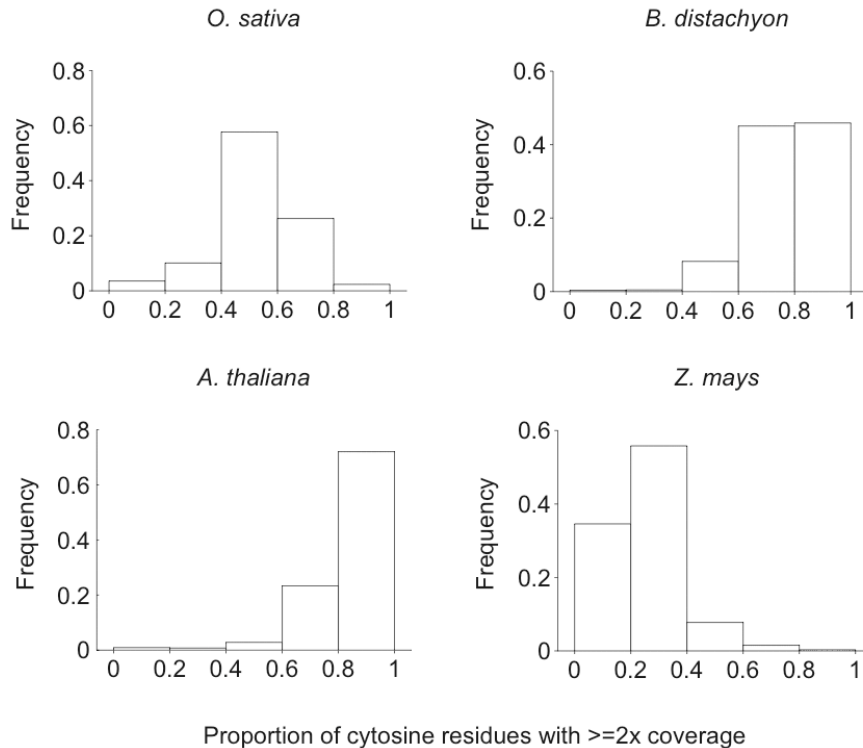 O. sativa
B. distachyon
0.8
0.6
0.4
0.2
0
Frequency
0 0.2 0.4 0.6 0.8 1
0.6
0.4
0.2
0
Frequency
0 0.2 0.4 0.6 0.8 1
A. thaliana
Z. mays
0.8
0.6
0.4
0.2
0
Frequency
0 0.2 0.4 0.6 0.8 1
0.6
0.4
0.2
0
Frequency
0 0.2 0.4 0.6 0.8 1
Proportion of cytosine residues with >=2x coverage